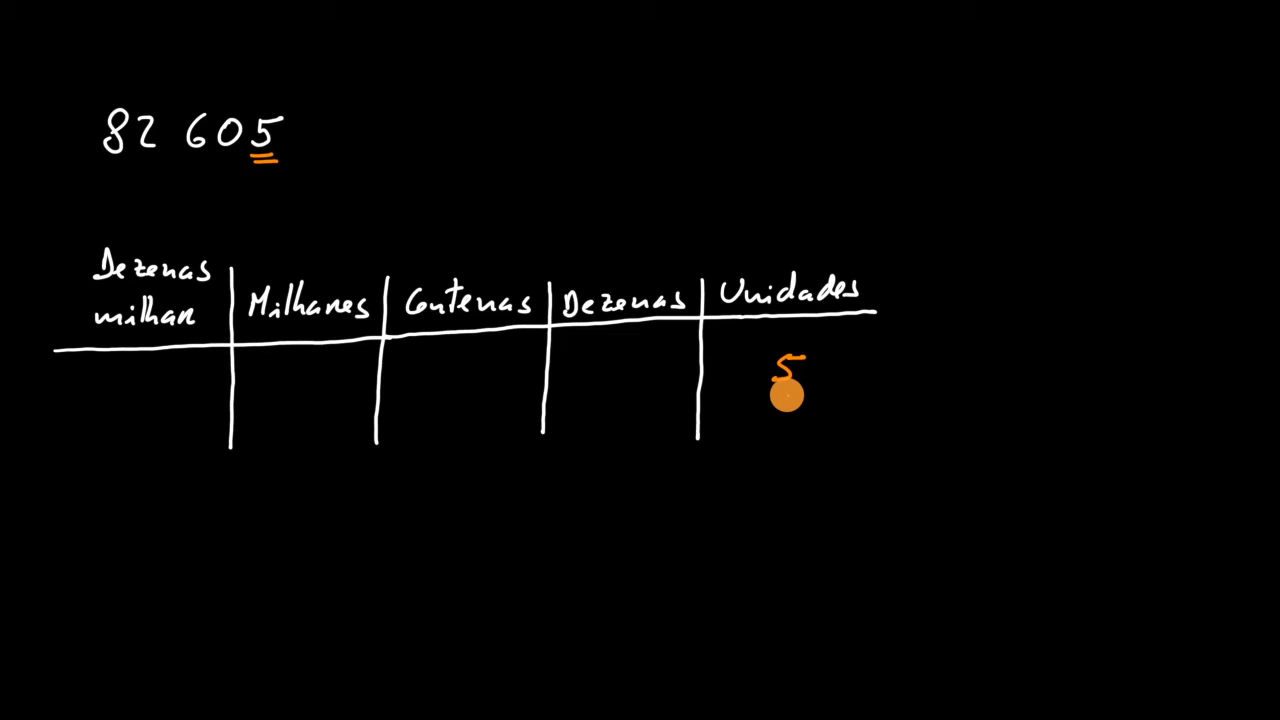 82 605
Dezenas milhar
Milhares
Centenas
Dezenas
Unidades
5